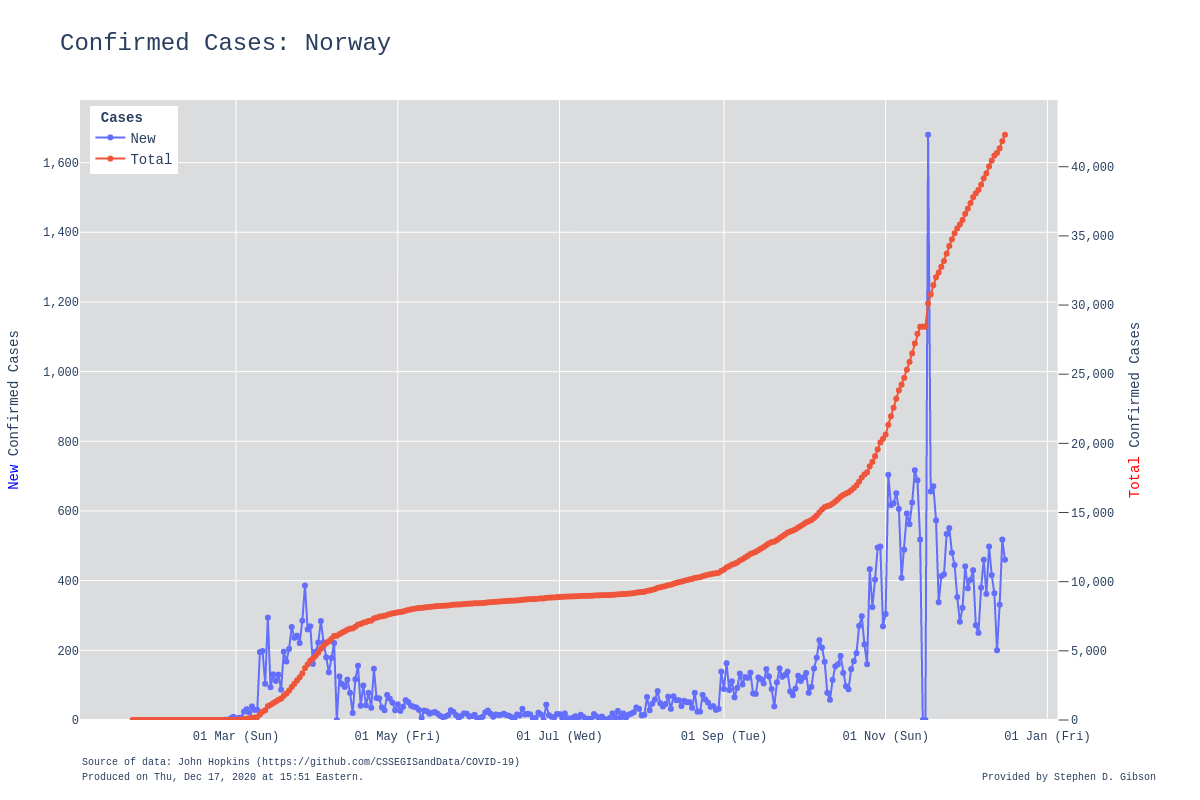 Confirmed Cases: Norway
Cases
New
Total
1,600
1,400
1,200
1,000
800
600
400
200
0
New Confirmed Cases
40,000
35,000
30,000
25,000
20,000
15,000
10,000
5,000
0
Total Confirmed Cases
01 Mar (Sun)
01 May (Fri)
01 Jul (Wed)
01 Sep (Tue)
01 Nov (Sun)
01 Jan (Fri)
Source of data: John Hopkins (https://github.com/CSSEGISandData/COVID-19)
Produced on Thu, Dec 17, 2020 at 15:51 Eastern.
Provided by Stephen D. Gibson